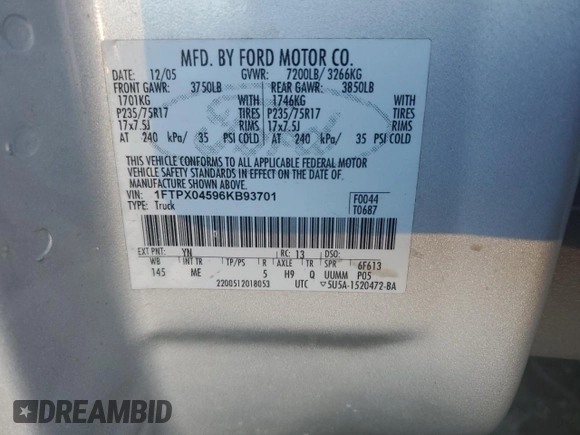 MFD. BY FORD MOTOR CO.
DATE: 12/05 GVWR: 7200LB/ 3266KG
FRONT GAWR: 3750LB REAR GAWR: 3850LB
1701KG WITH 1746KG WITH
P235/75R17 TIRES P235/75R17 TIRES
17x7.5J RIMS 17x7.5J RIMS
AT 240 kPa/ 35 PSI COLD AT 240 kPa/ 35 PSI COLD
THIS VEHICLE CONFORMS TO ALL APPLICABLE FEDERAL MOTOR
VEHICLE SAFETY STANDARDS IN EFFECT ON THE DATE OF
MANUFACTURE SHOWN ABOVE.
VIN: 1FTPX04596KB93701 F0044
TYPE: Truck T0687
EXT PNT: YN RC: 13 DSO:
WB INT TR TP/PS R AXLE TR SPR 6F613
145 ME 5 H9 Q UUMM P05
2200512018053 UTC ▽5U5A-1520472-BA
Ford
DREAMBID